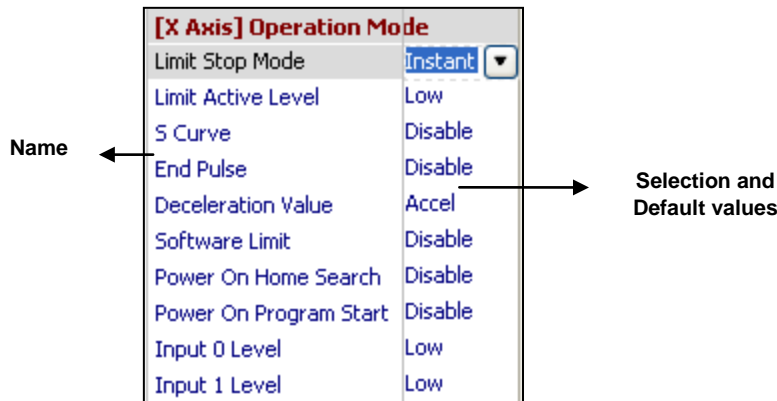 [X Axis] Operation Mode
Limit Stop Mode Instant
Limit Active Level Low
S Curve Disable
End Pulse Disable
Deceleration Value Accel
Software Limit Disable
Power On Home Search Disable
Power On Program Start Disable
Input 0 Level Low
Input 1 Level Low
Name
Selection and
Default values